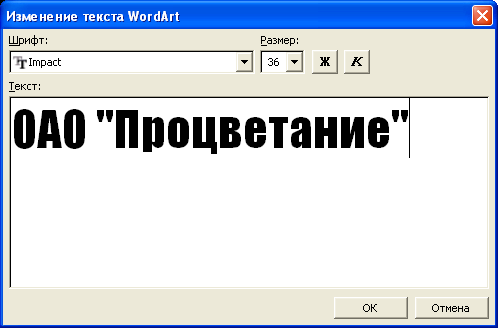 Изменение текста WordArt
Шрифт: Размер:
Impact 36 Ж К
Текст:
ОАО "Процветание"
ОК Отмена